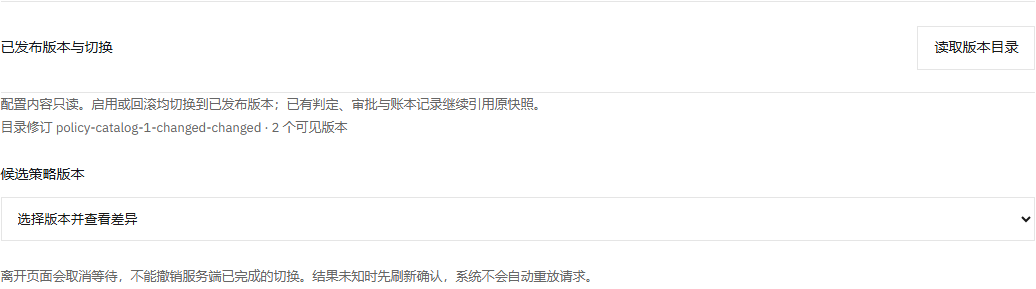 已发布版本与切换
读取版本目录
配置内容只读。启用或回滚均切换到已发布版本；已有判定、审批与账本记录继续引用原快照。
目录修订 policy-catalog-1-changed-changed · 2 个可见版本
候选策略版本
选择版本并查看差异
离开页面会取消等待，不能撤销服务端已完成的切换。结果未知时先刷新确认，系统不会自动重放请求。